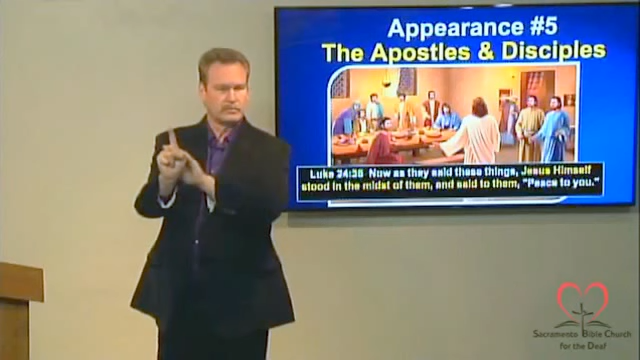 Appearance #5
The Apostles & Disciples
Luke 24:36 Now as they said these things, Jesus Himself
stood in the midst of them, and said to them, "Peace to you."
Sacramento Bible Church
for the Deaf